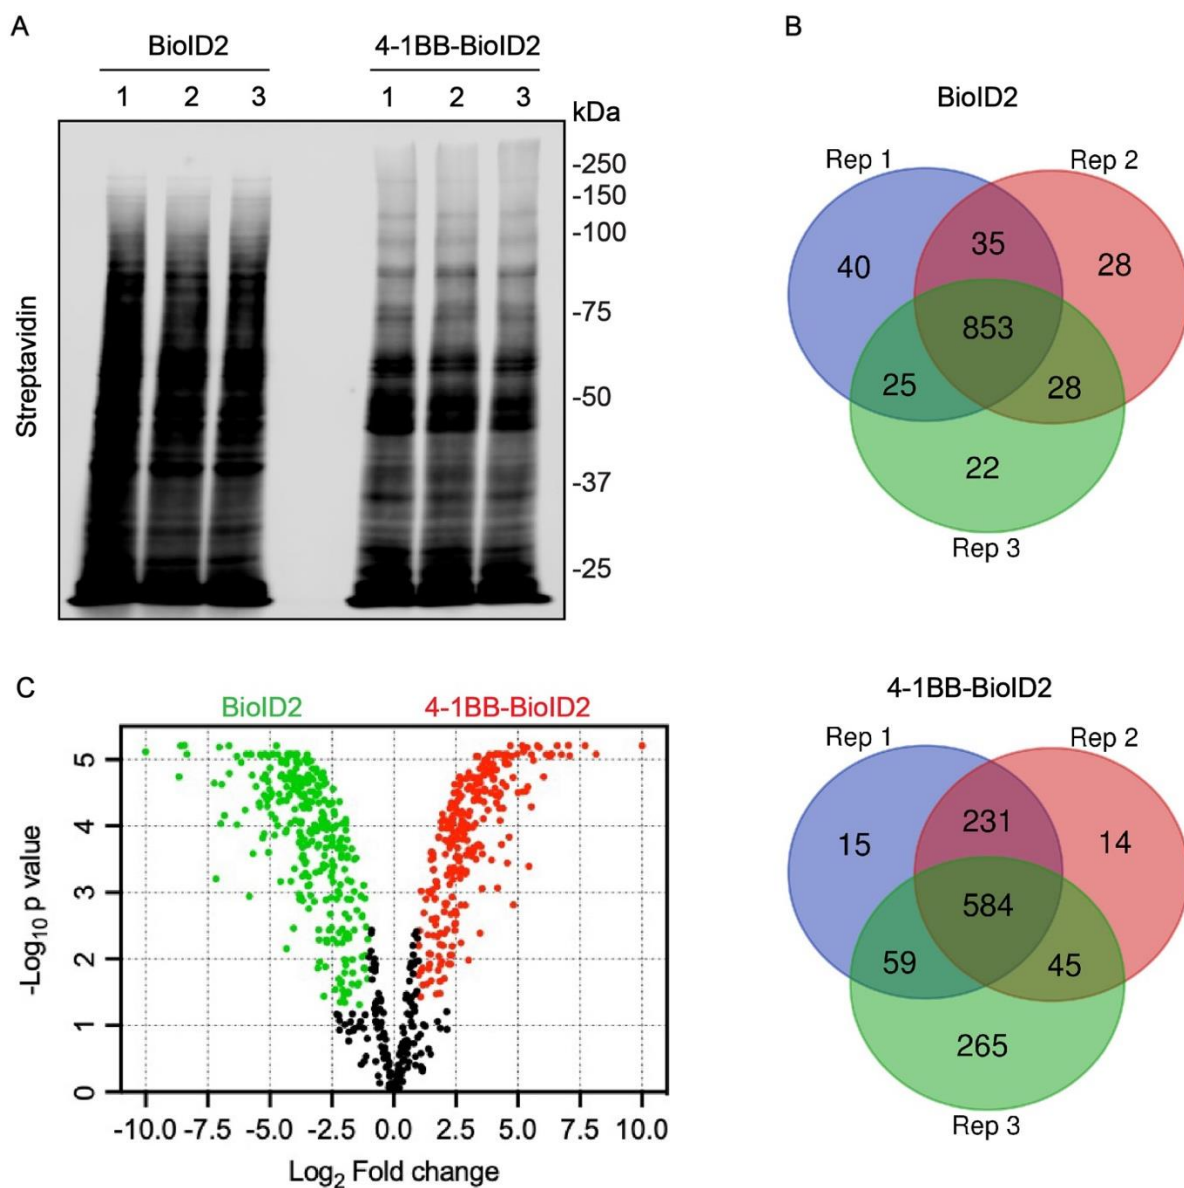 A
BioID2
4-1BB-BioID2
1 2 3
1 2 3
kDa
-250
-150
-100
-75
-50
-37
-25
Streptavidin
B
BioID2
Rep 1
Rep 2
35
40
28
853
25
28
22
Rep 3
4-1BB-BioID2
Rep 1
Rep 2
231
15
14
584
59
45
265
Rep 3
C
BioID2
4-1BB-BioID2
5
4
3
2
1
0
-Log10 p value
-10.0 -7.5 -5.0 -2.5 0.0 2.5 5.0 7.5 10.0
Log2 Fold change